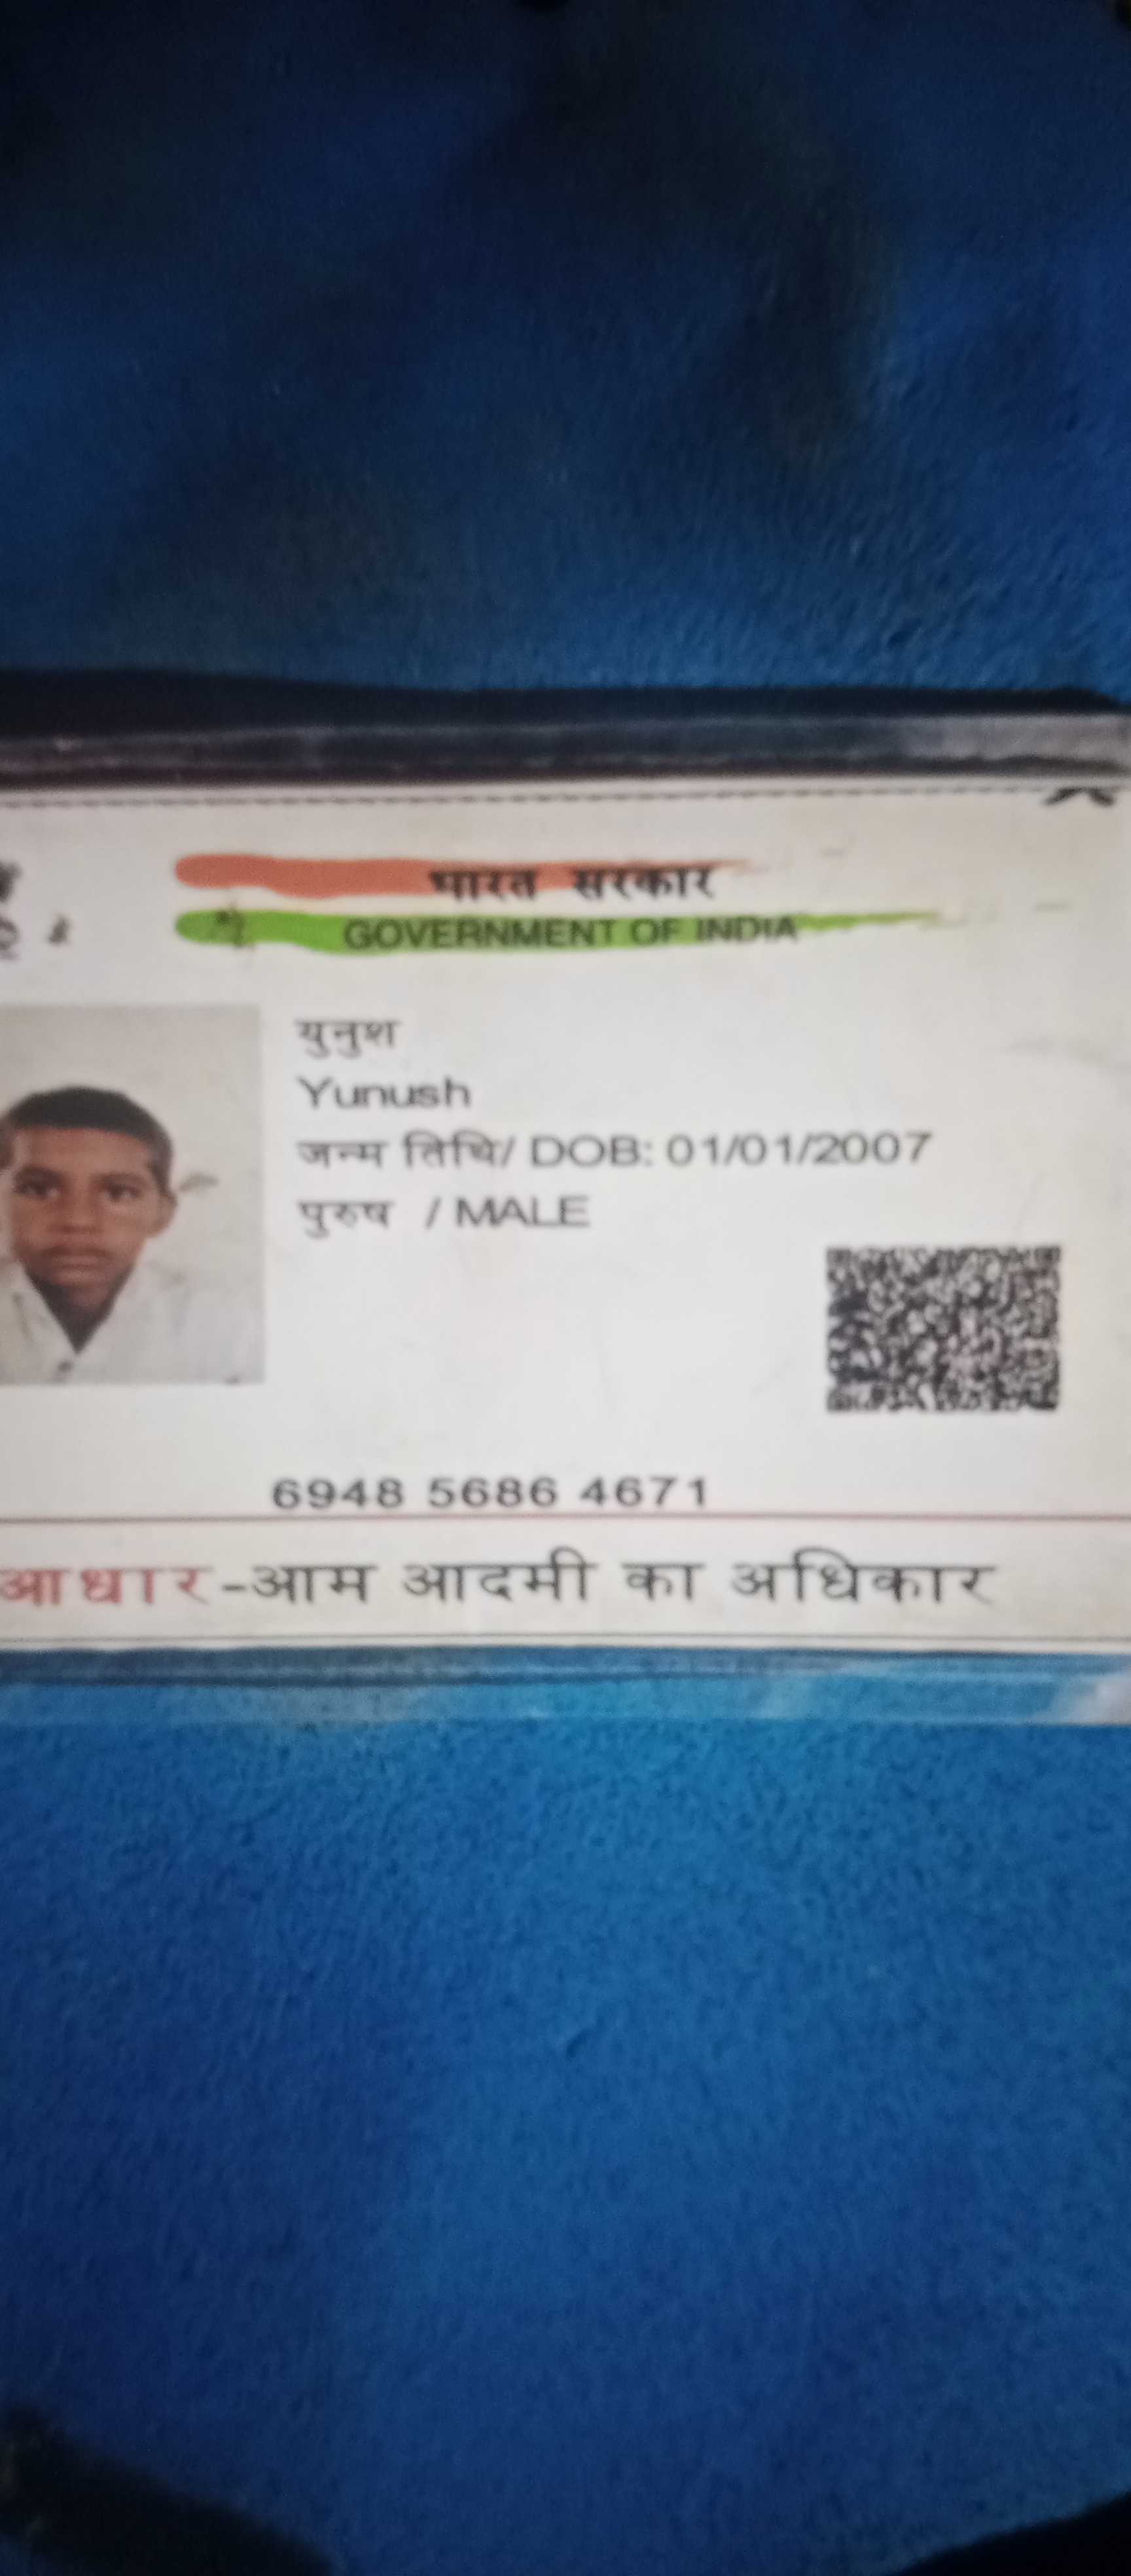 भारत सरकार
GOVERNMENT OF INDIA
युनुश
Yunush
जन्म तिथि/ DOB: 01/01/2007
पुरुष / MALE
6948 5686 4671
आधार-आम आदमी का अधिकार